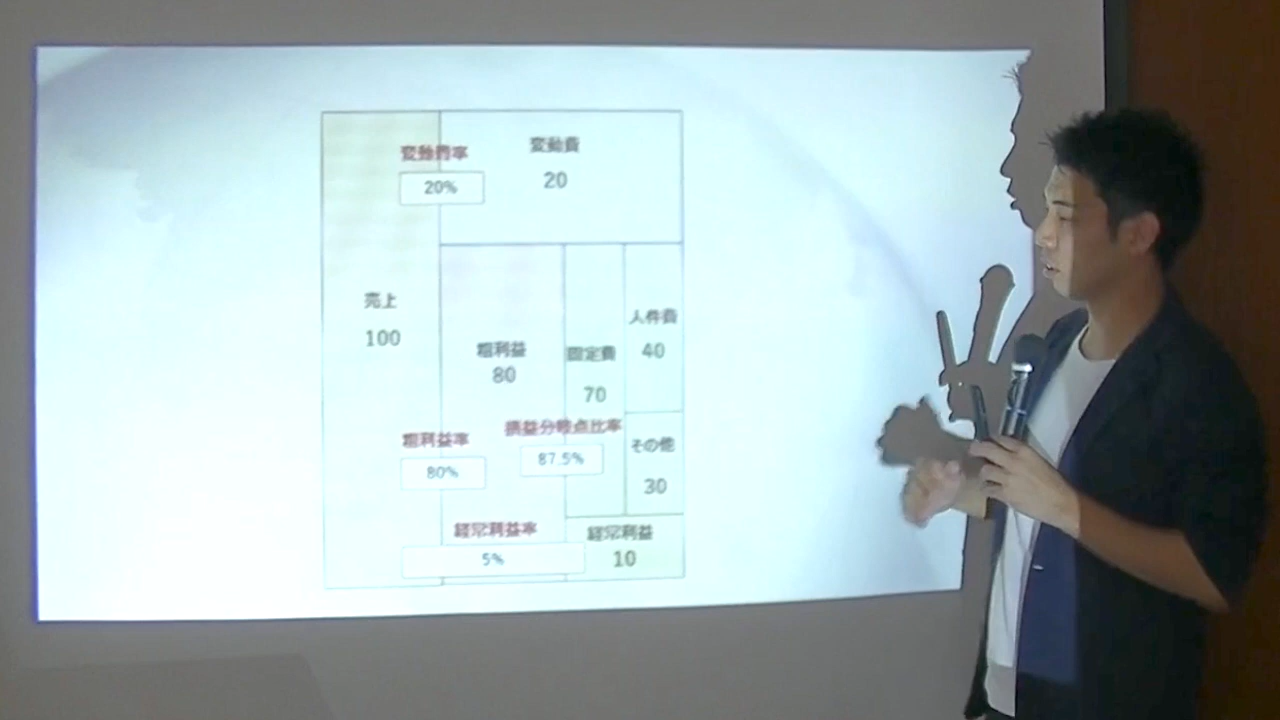 変動費率
20%
変動費
20
売上
100
粗利益
80
固定費
70
人件費
40
粗利益率
80%
損益分岐点比率
87.5%
その他
30
経常利益率
5%
経常利益
10